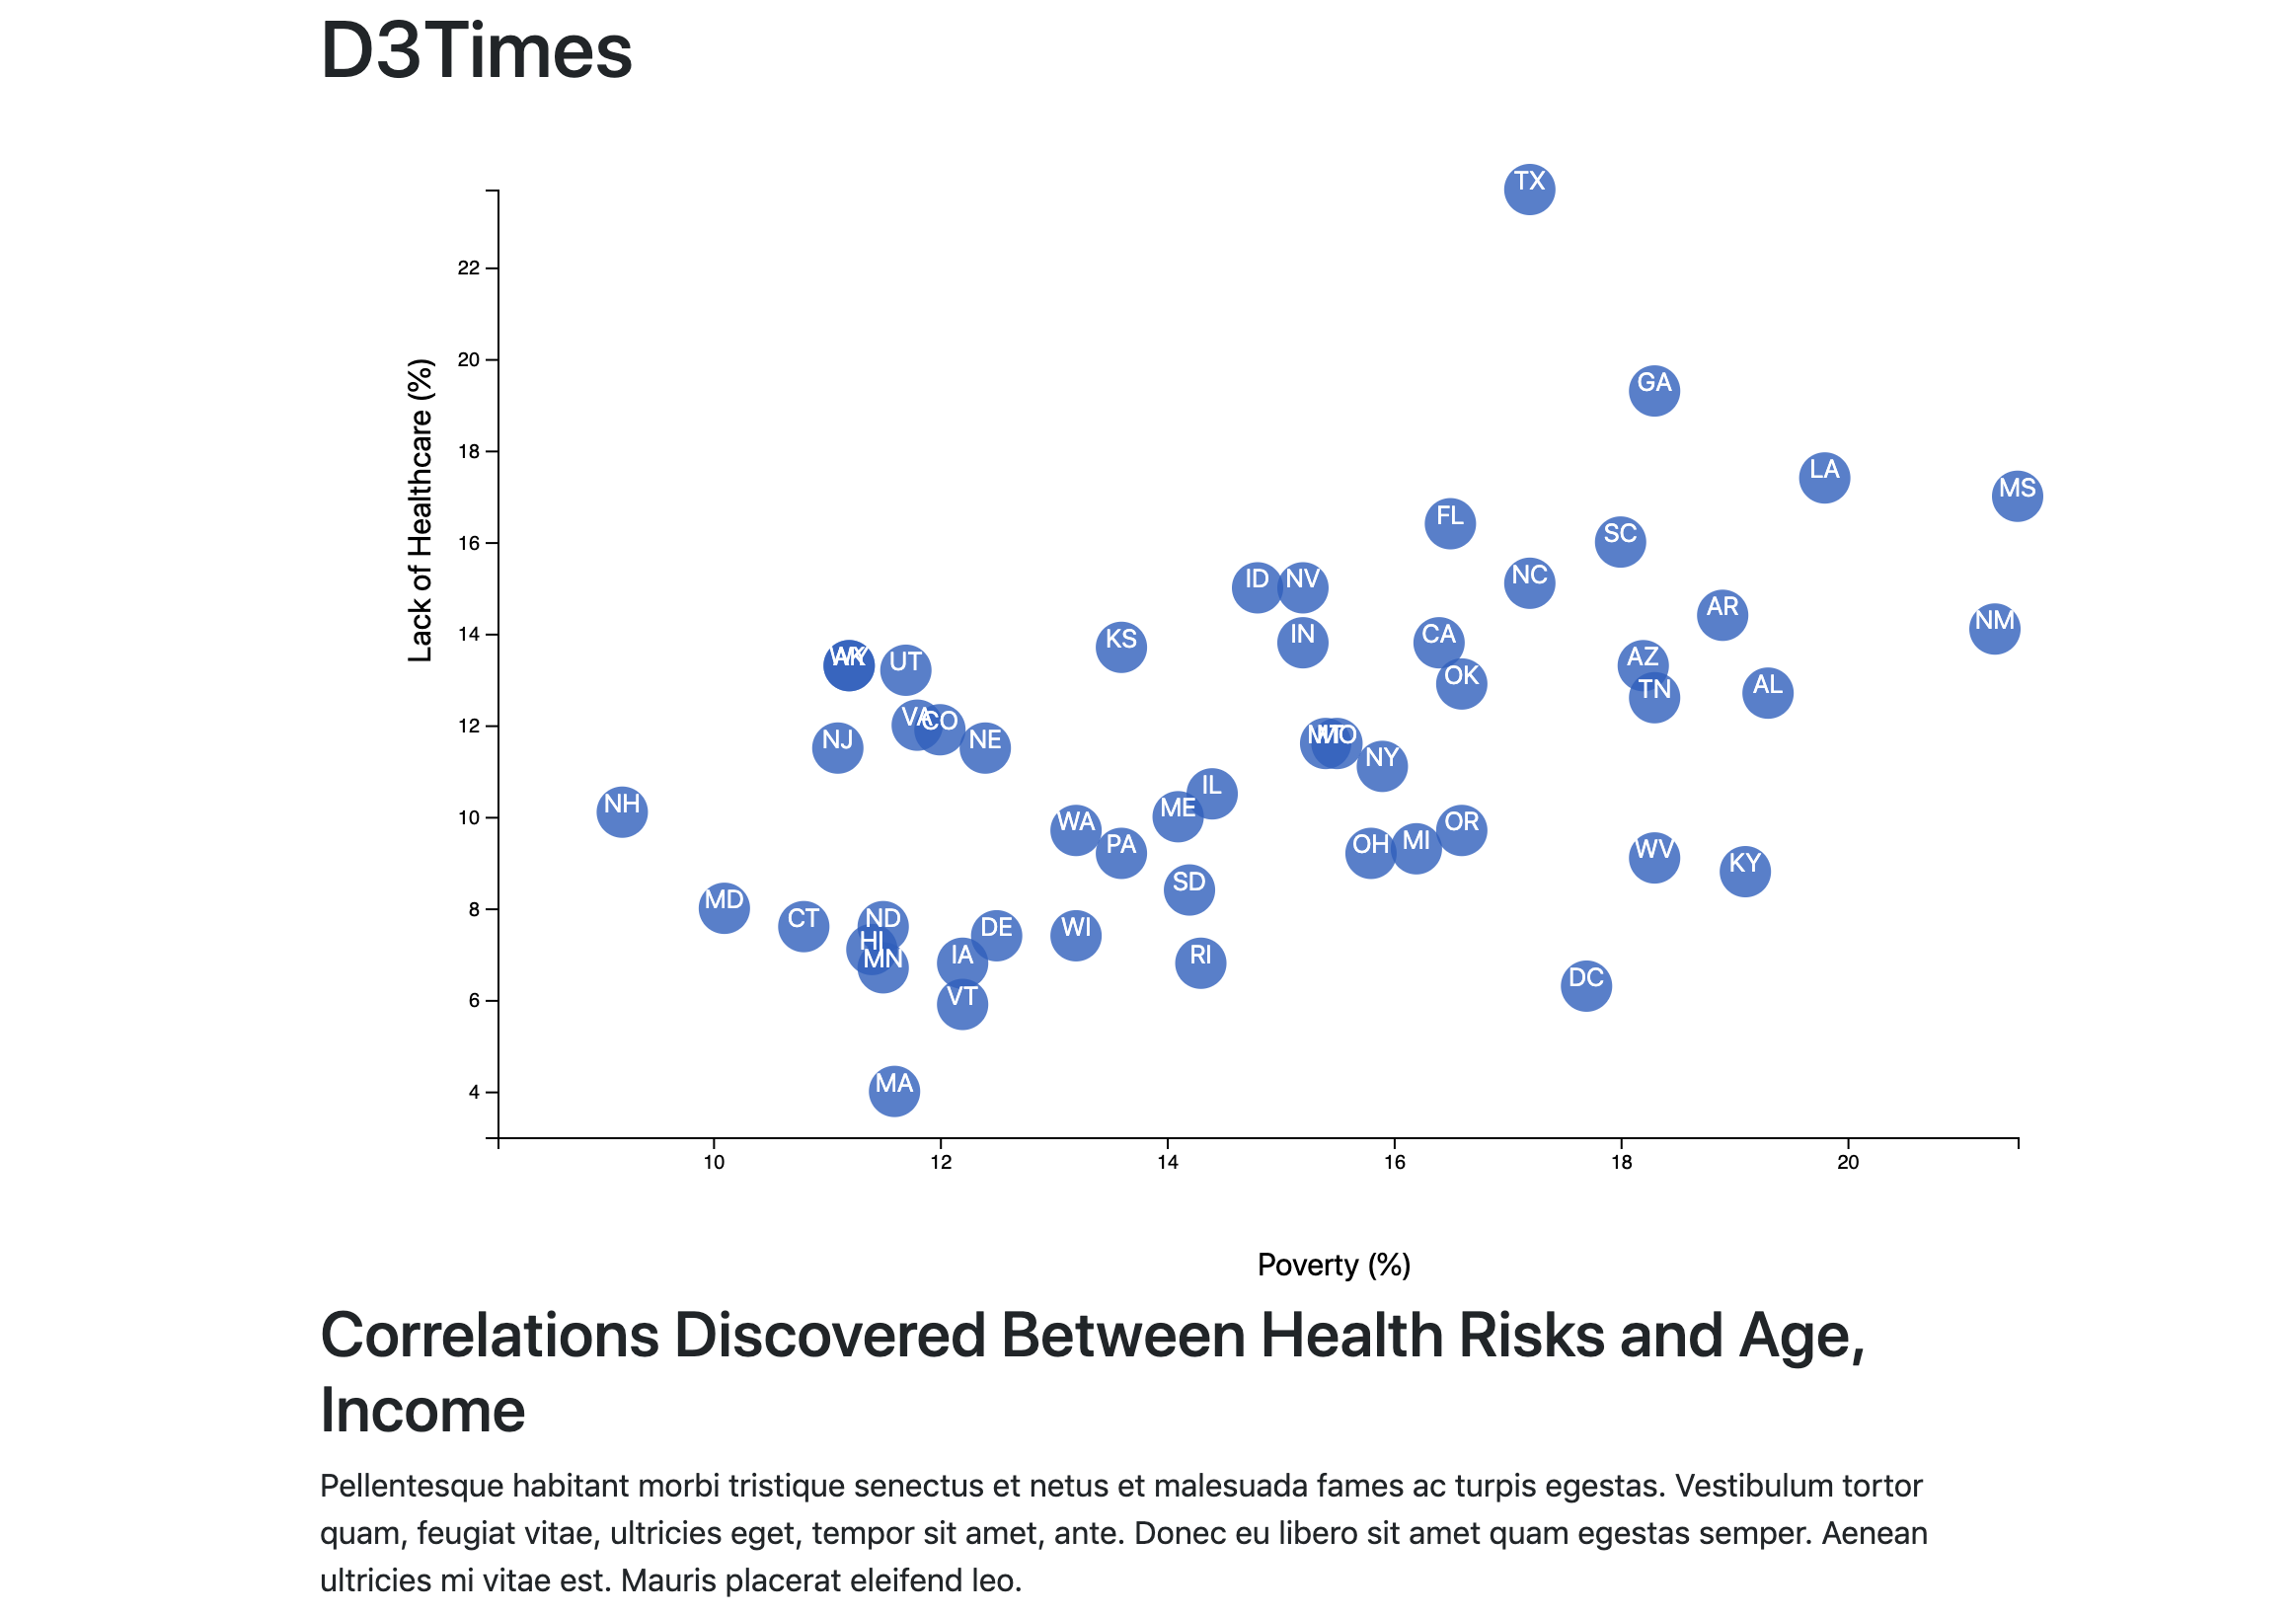 D3Times
TX
22
20
GA
Lack of Healthcare (%)
18
LA
MS
FL
16
SC
ID
NV
NC
AR
14
KS
IN
CA
NM
UT
AZ
OK
TN
AL
12
VA
CO
NJ
NE
NY
NH
IL
10
ME
WA
OR
PA
OH
MI
WV
KY
SD
8
MD
CT
ND
DE
WI
HI
MN
IA
RI
DC
6
VT
4
MA
10
12
14
16
18
20
Poverty (%)
Correlations Discovered Between Health Risks and Age,
Income
Pellentesque habitant morbi tristique senectus et netus et malesuada fames ac turpis egestas. Vestibulum tortor
quam, feugiat vitae, ultricies eget, tempor sit amet, ante. Donec eu libero sit amet quam egestas semper. Aenean
ultricies mi vitae est. Mauris placerat eleifend leo.